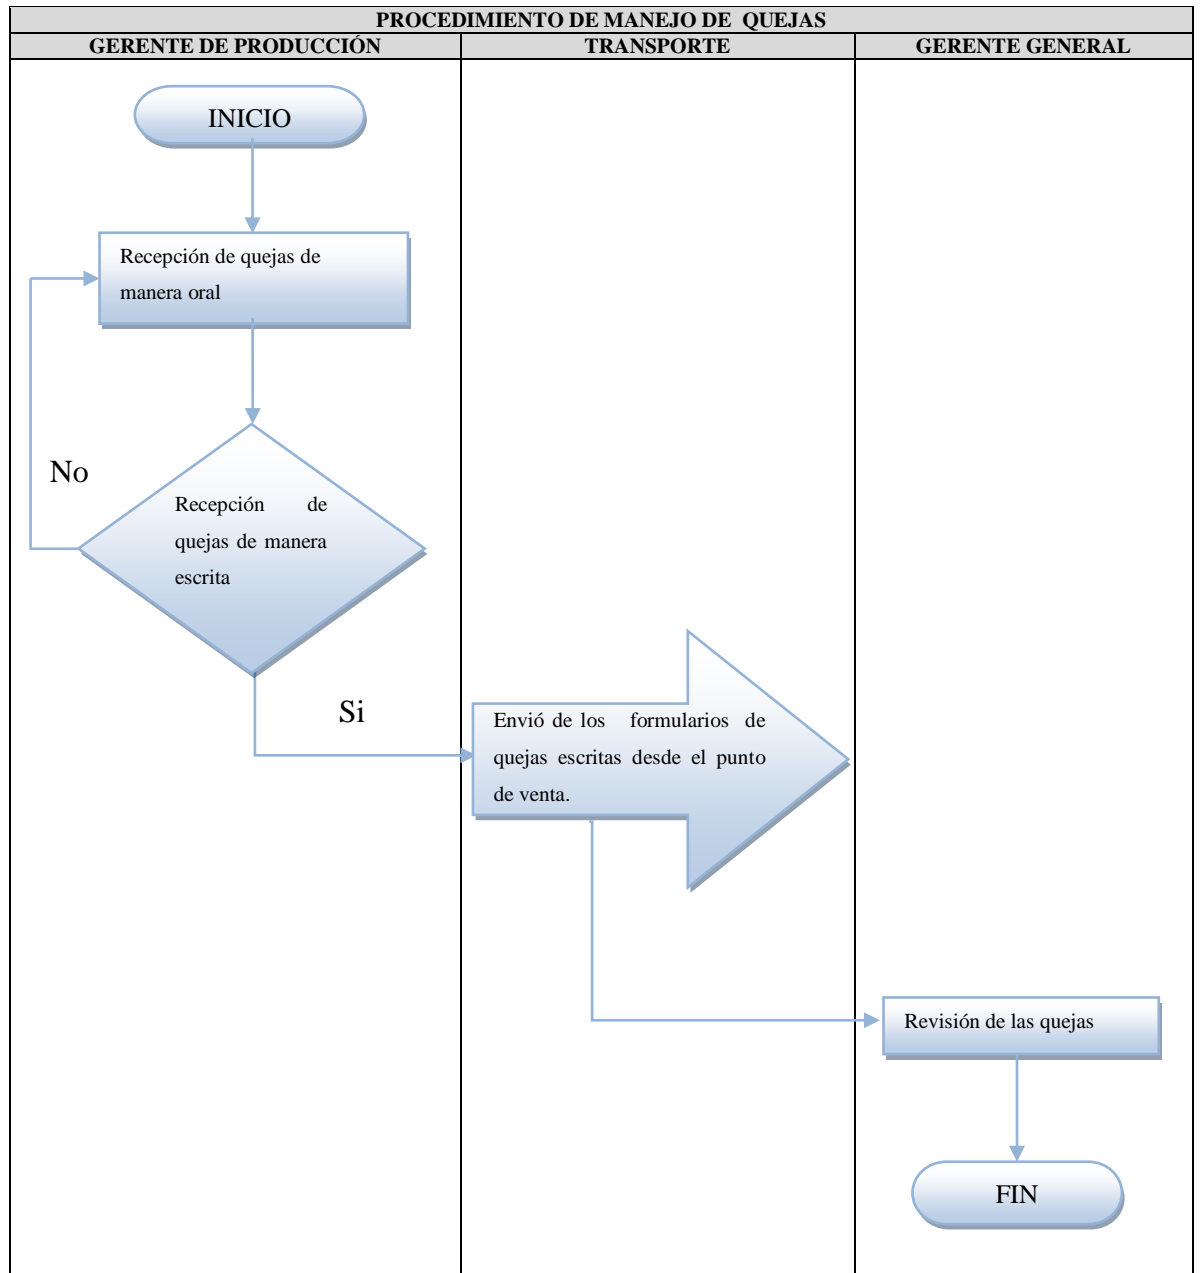 PROCEDIMIENTO DE MANEJO DE QUEJAS
GERENTE DE PRODUCCIÓN
TRANSPORTE
GERENTE GENERAL
INICIO
Recepción de quejas de
manera oral
No
Recepción de
quejas de manera
escrita
Si
Envió de los formularios de
quejas escritas desde el punto
de venta.
Revisión de las quejas
FIN